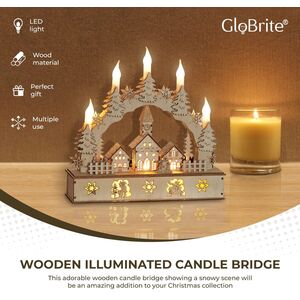 LED
light
GloBrite®
Wood
material
Perfect
gift
Multiple
use
WOODEN ILLUMINATED CANDLE BRIDGE
This adorable wooden candle bridge showing a snowy scene will
be an amazing addition to your Christmas collection